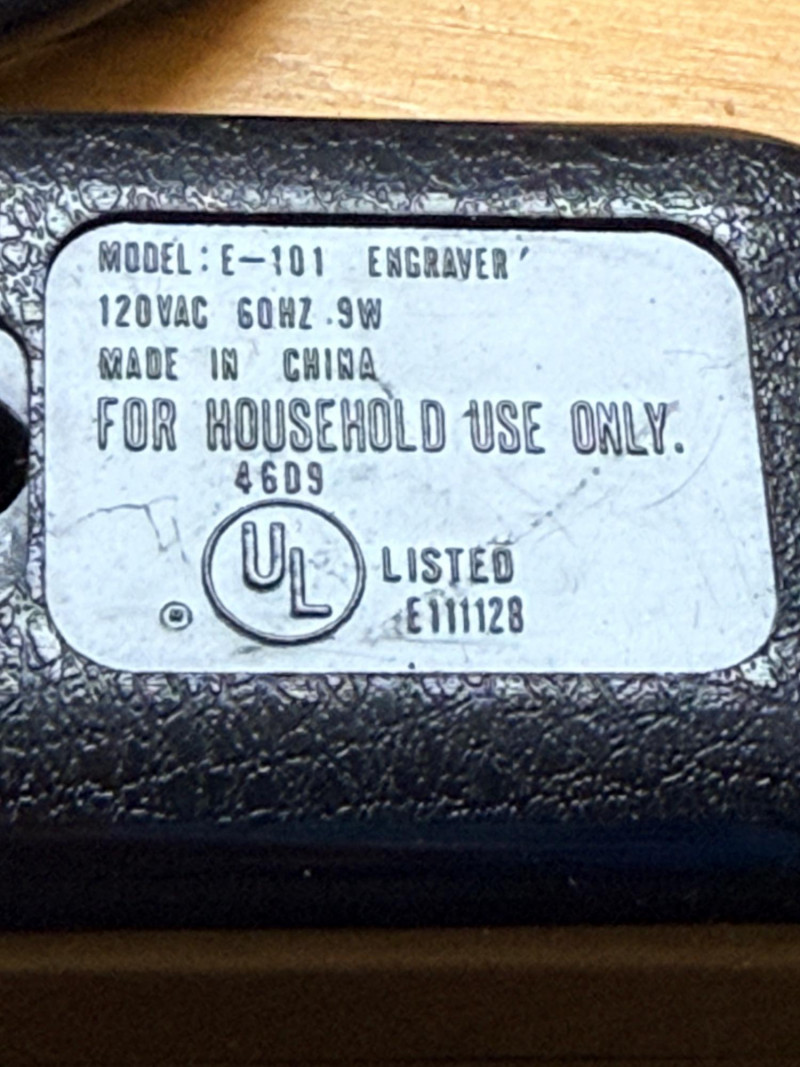 MODEL: E-101 ENGRAVER
120VAC 60HZ 9W
MADE IN CHINA
FOR HOUSEHOLD USE ONLY.
46D9
UL LISTED
E111128